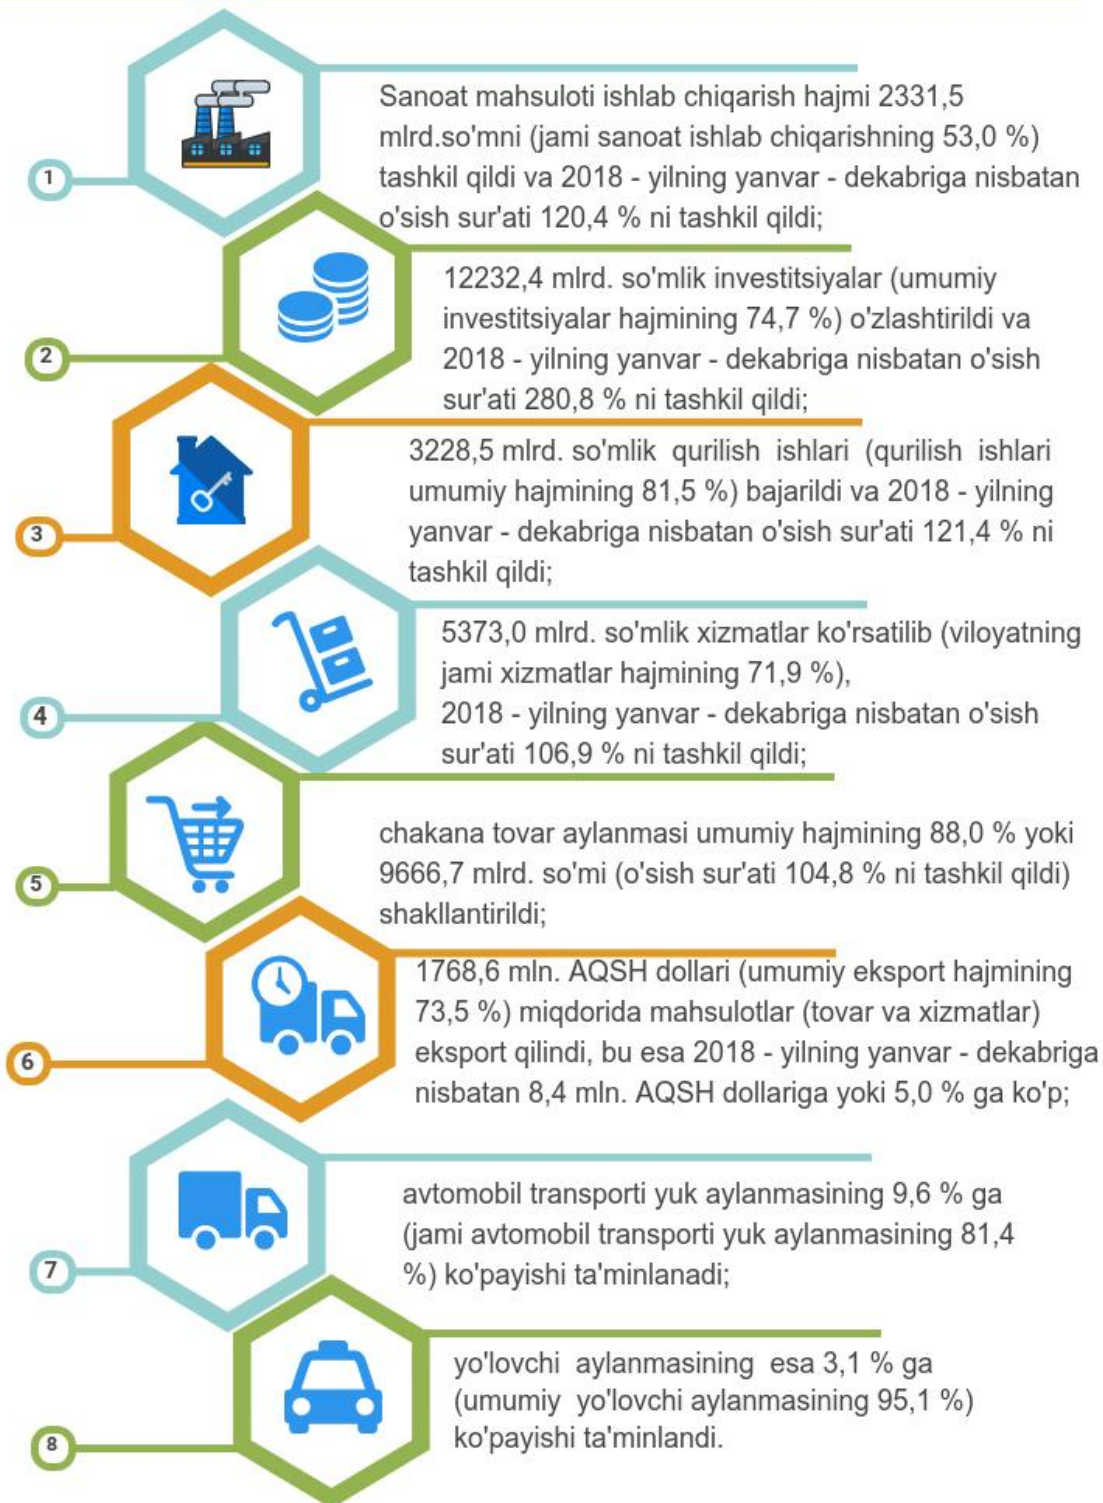 1
Sanoat mahsuloti ishlab chiqarish hajmi 2331,5
mlrd.so'mni (jami sanoat ishlab chiqarishning 53,0 %)
tashkil qildi va 2018 - yilning yanvar - dekabriga nisbatan
o'sish sur'ati 120,4 % ni tashkil qildi;
2
12232,4 mlrd. so'mlik investitsiyalar (umumiy
investitsiyalar hajmining 74,7 %) o'zlashtirildi va
2018 - yilning yanvar - dekabriga nisbatan o'sish
sur'ati 280,8 % ni tashkil qildi;
3
3228,5 mlrd. so'mlik qurilish ishlari (qurilish ishlari
umumiy hajmining 81,5 %) bajarildi va 2018 - yilning
yanvar - dekabriga nisbatan o'sish sur'ati 121,4 % ni
tashkil qildi;
4
5373,0 mlrd. so'mlik xizmatlar ko'rsatilib (viloyatning
jami xizmatlar hajmining 71,9 %),
2018 - yilning yanvar - dekabriga nisbatan o'sish
sur'ati 106,9 % ni tashkil qildi;
5
chakana tovar aylanmasi umumiy hajmining 88,0 % yoki
9666,7 mlrd. so'mi (o'sish sur'ati 104,8 % ni tashkil qildi)
shakllantirildi;
6
1768,6 mln. AQSH dollari (umumiy eksport hajmining
73,5 %) miqdorida mahsulotlar (tovar va xizmatlar)
eksport qilindi, bu esa 2018 - yilning yanvar - dekabriga
nisbatan 8,4 mln. AQSH dollariga yoki 5,0 % ga ko'p;
7
avtomobil transporti yuk aylanmasining 9,6 % ga
(jami avtomobil transporti yuk aylanmasining 81,4
%) ko'payishi ta'minlanadi;
8
yo'lovchi aylanmasining esa 3,1 % ga
(umumiy yo'lovchi aylanmasining 95,1 %)
ko'payishi ta'minlandi.